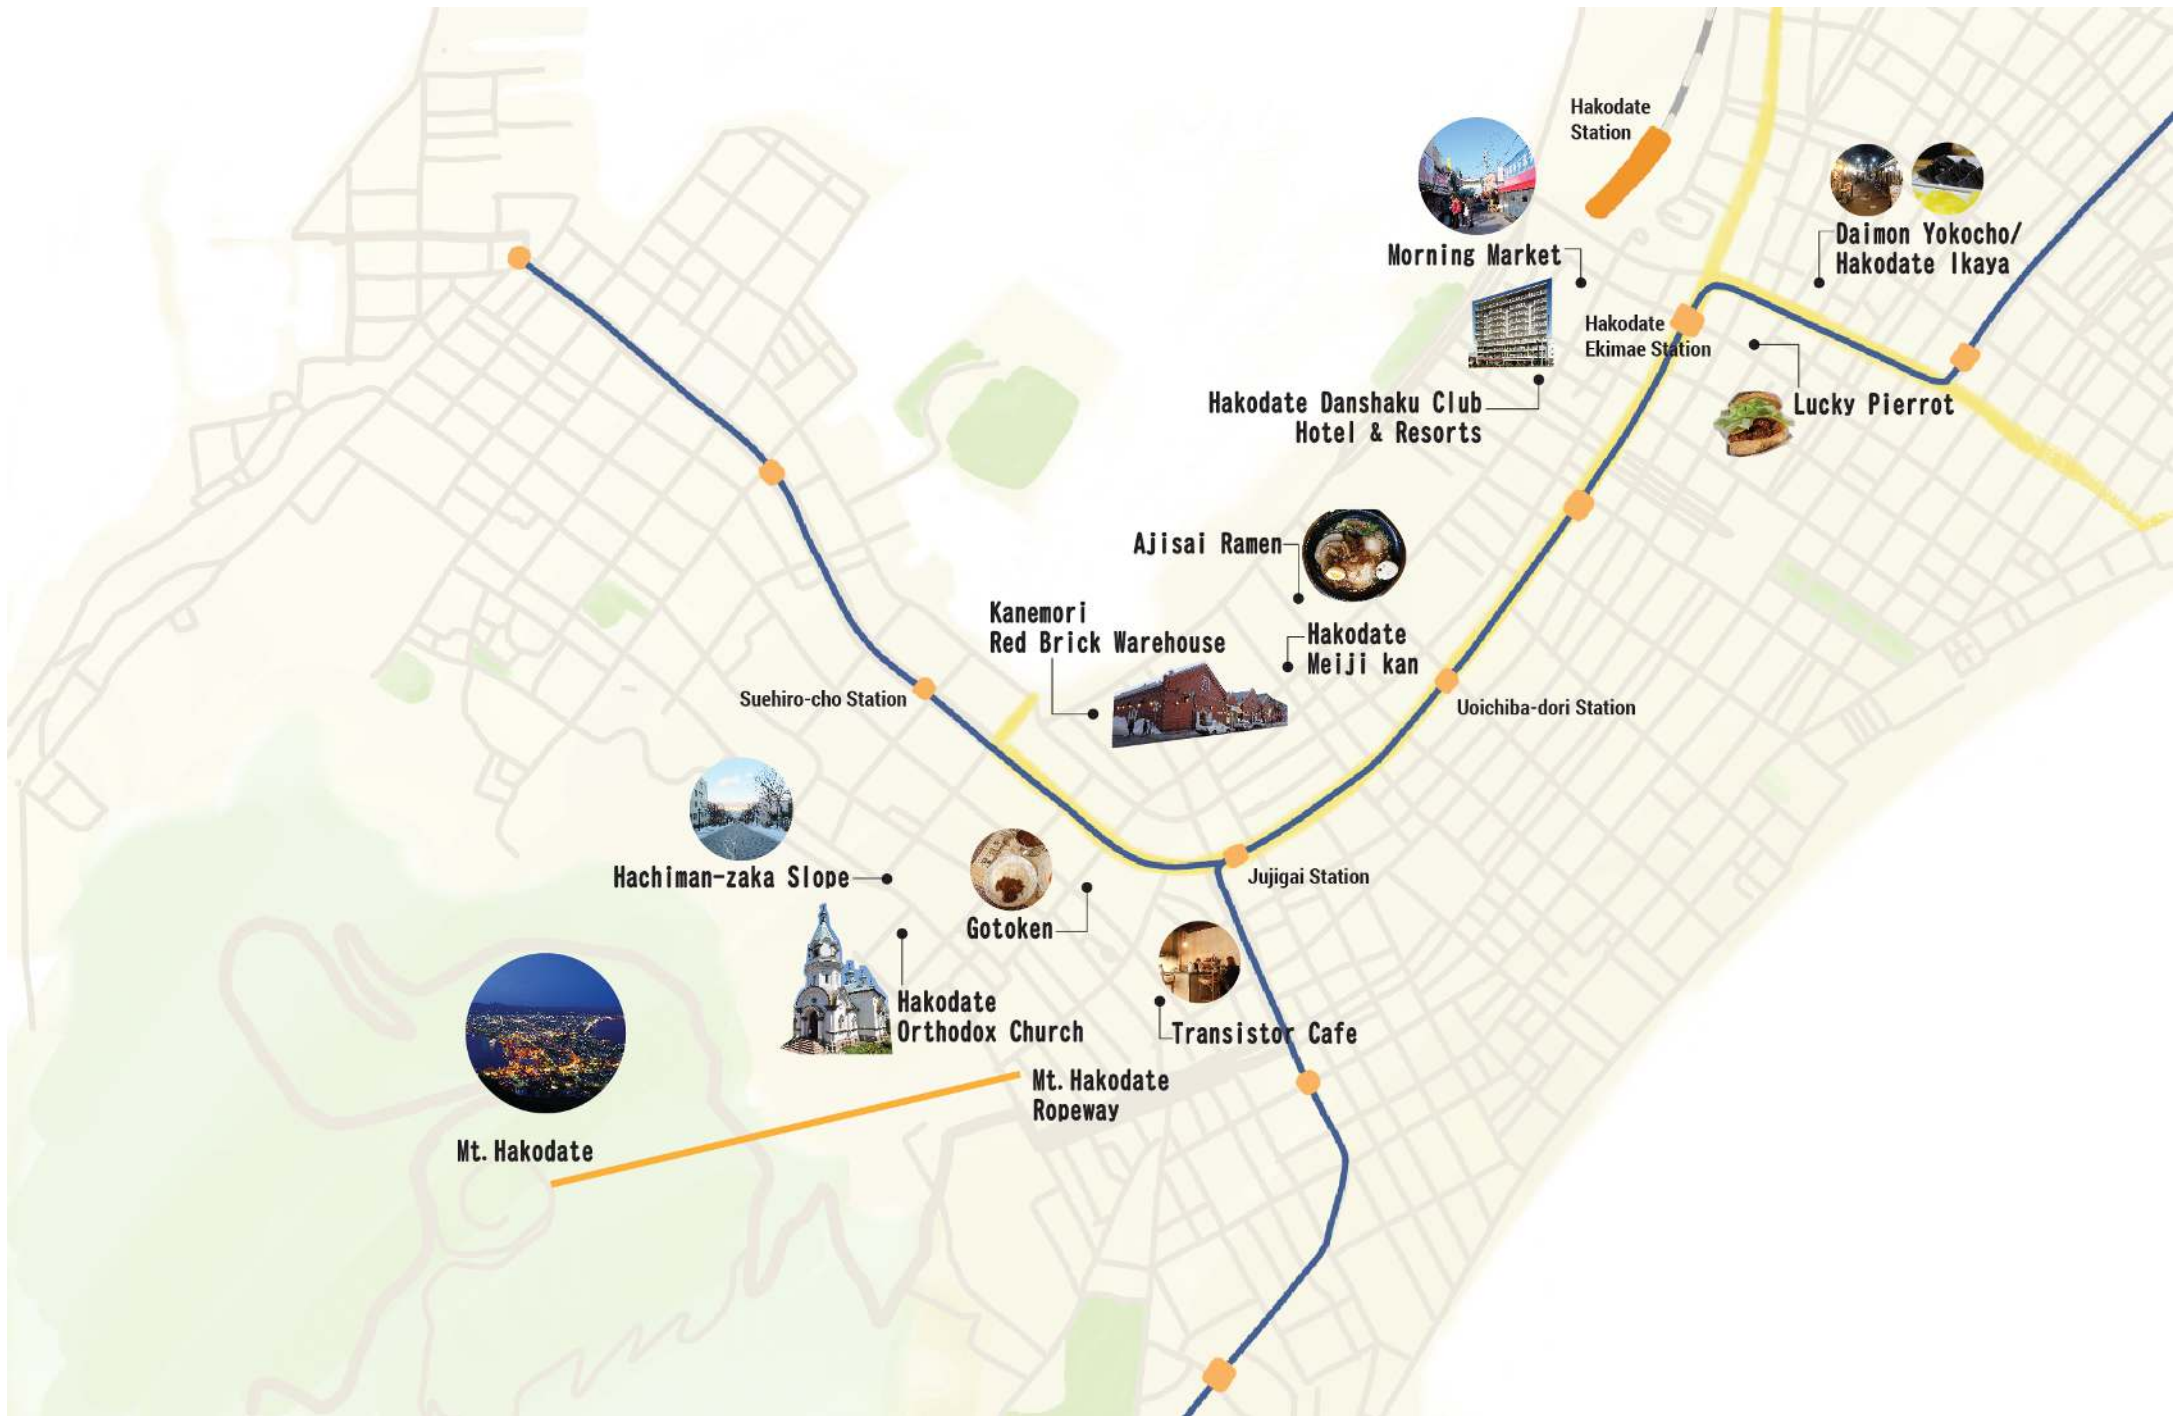 Hakodate
Station
Morning Market
Daimon Yokocho/
Hakodate Ikaya
Hakodate
Ekimae Station
Hakodate Danshaku Club
Hotel & Resorts
Lucky Pierrot
Ajisai Ramen
Kanemori
Red Brick Warehouse
Hakodate
Meiji kan
Suehiro-cho Station
Uoichiba-dori Station
Hachiman-zaka Slope
Jujigai Station
Gotoken
Hakodate
Orthodox Church
Transistor Cafe
Mt. Hakodate
Ropeway
Mt. Hakodate